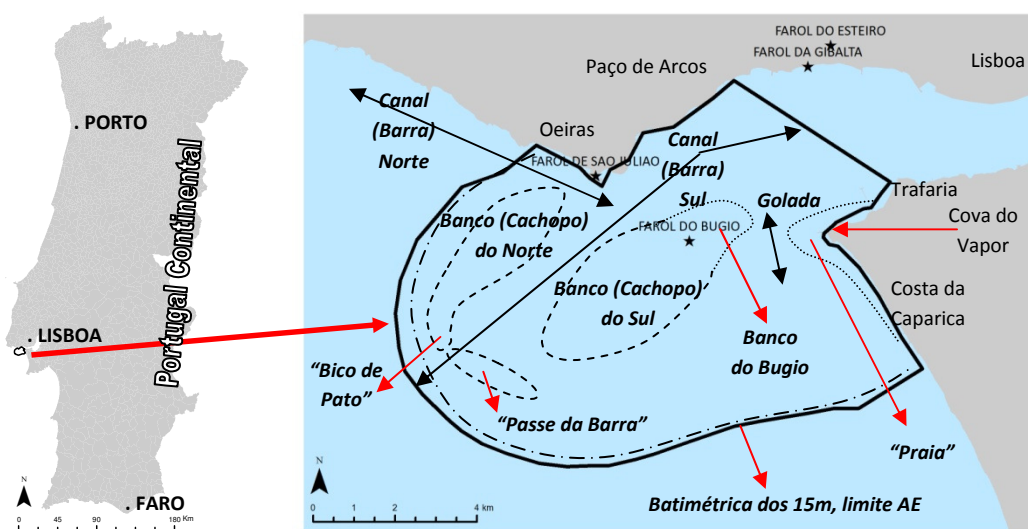 PORTO
Portugal Continental
LISBOA
FARO
N
0 45 90 180 KM
FAROL DO ESTEIRO
FAROL DA GIBALTA
Lisboa
Paço de Arcos
Canal
(Barra)
Norte
Oeiras
FAROL DE SAO JULIAO
Canal
(Barra)
Sul
Golada
Trafaria
Cova do
Vapor
Banco (Cachopo)
do Norte
FAROL DO BUGIO
Banco (Cachopo)
do Sul
Costa da
Caparica
Banco
do Bugio
“Bico de
Pato”
“Passe da Barra”
“Praia”
Batimétrica dos 15m, limite AE
N
0 1 2 4 km